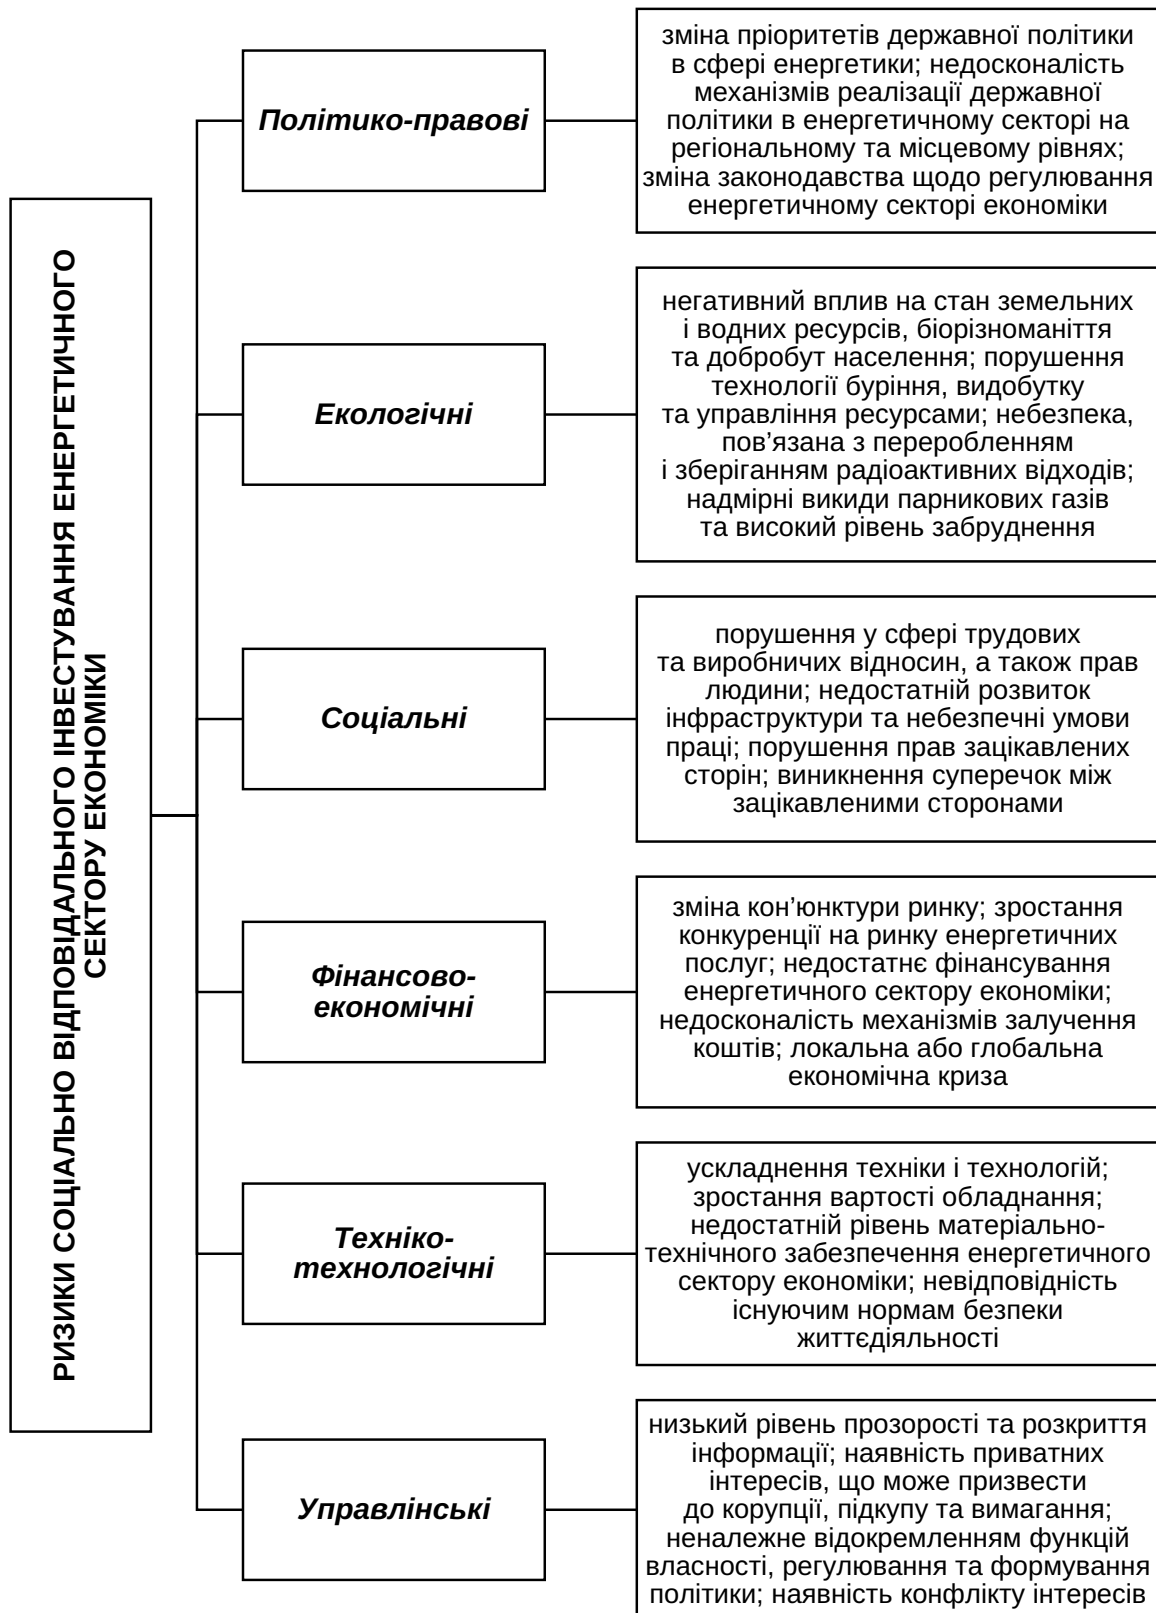 РИЗИКИ СОЦІАЛЬНО ВІДПОВІДАЛЬНОГО ІНВЕСТУВАННЯ ЕНЕРГЕТИЧНОГО
СЕКТОРУ ЕКОНОМІКИ
Політико-правові
зміна пріоритетів державної політики
в сфері енергетики; недосконалість
механізмів реалізації державної
політики в енергетичному секторі на
регіональному та місцевому рівнях;
зміна законодавства щодо регулювання
енергетичному секторі економіки
Екологічні
негативний вплив на стан земельних
і водних ресурсів, біорізноманіття
та добробут населення; порушення
технології буріння, видобутку
та управління ресурсами; небезпека,
пов’язана з переробленням
і зберіганням радіоактивних відходів;
надмірні викиди парникових газів
та високий рівень забруднення
Соціальні
порушення у сфері трудових
та виробничих відносин, а також прав
людини; недостатній розвиток
інфраструктури та небезпечні умови
праці; порушення прав зацікавлених
сторін; виникнення суперечок між
зацікавленими сторонами
Фінансово-
економічні
зміна кон’юнктури ринку; зростання
конкуренції на ринку енергетичних
послуг; недостатнє фінансування
енергетичного сектору економіки;
недосконалість механізмів залучення
коштів; локальна або глобальна
економічна криза
Техніко-
технологічні
ускладнення техніки і технологій;
зростання вартості обладнання;
недостатній рівень матеріально-
технічного забезпечення енергетичного
сектору економіки; невідповідність
існуючим нормам безпеки
життєдіяльності
Управлінські
низький рівень прозорості та розкриття
інформації; наявність приватних
інтересів, що може призвести
до корупції, підкупу та вимагання;
неналежне відокремленням функцій
власності, регулювання та формування
політики; наявність конфлікту інтересів